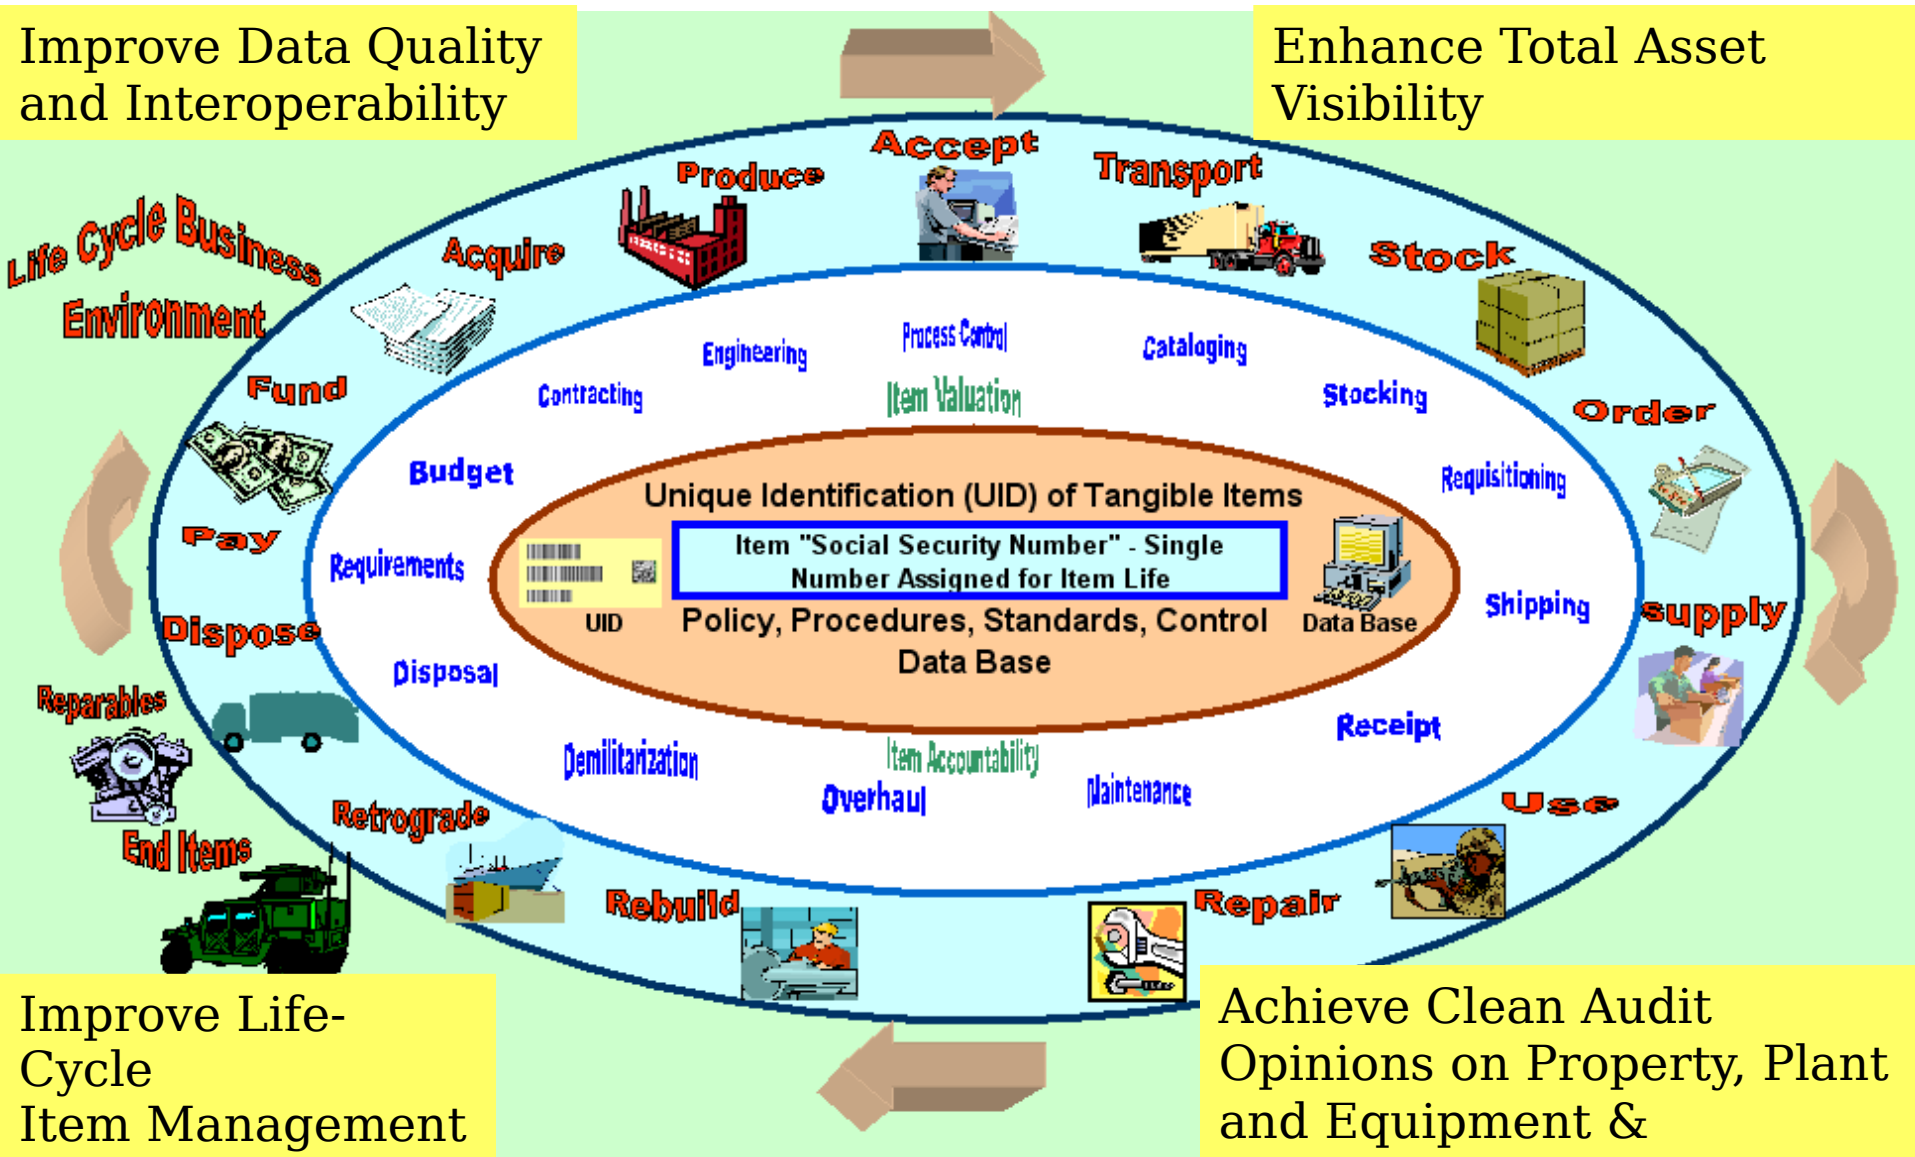 Improve Data Quality
and Interoperability
Enhance Total Asset
Visibility
Life Cycle Business
Environment
Accept
Produce
Transport
Acquire
Stock
Fund
Order
Pay
supply
Dispose
Reparables
End Items
Retrograde
Use
Rebuild
Repair
Process Control
Engineering
Cataloging
Contracting
Item Valuation
Stocking
Budget
Requisitioning
Requirements
Shipping
Disposal
Receipt
Demilitarization
Item Accountability
Overhaul
Maintenance
Unique Identification (UID) of Tangible Items
Item "Social Security Number" - Single
Number Assigned for Item Life
UID
Policy, Procedures, Standards, Control
Data Base
Data Base
Improve Life-
Cycle
Item Management
Achieve Clean Audit
Opinions on Property, Plant
and Equipment &